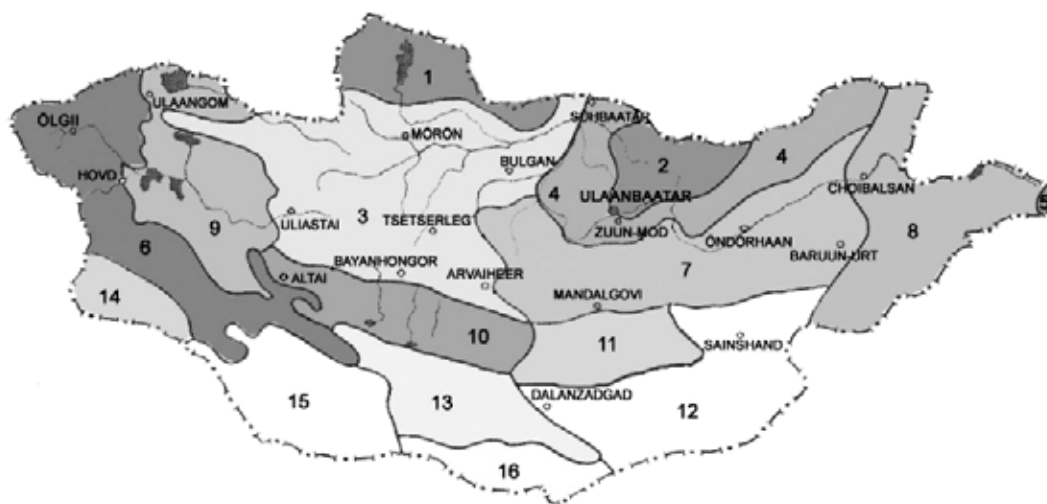 1
ULAANGOM
ÖLGII
SÜHBAATAR
MÖRÖN
2
4
BULGAN
HOVD
4
CHOIBALSAN
5
ULAANBAATAR
3
ULIASTAI
TSETSERLEG
ZUUN-MOD
ÖNDÖRHAAN
9
8
6
BARUUN-URT
7
BAYANHONGOR
ALTAI
ARVAIHEER
14
MANDALGOVI
10
11
SAINSHAND
15
13
DALANZADGAD
12
16